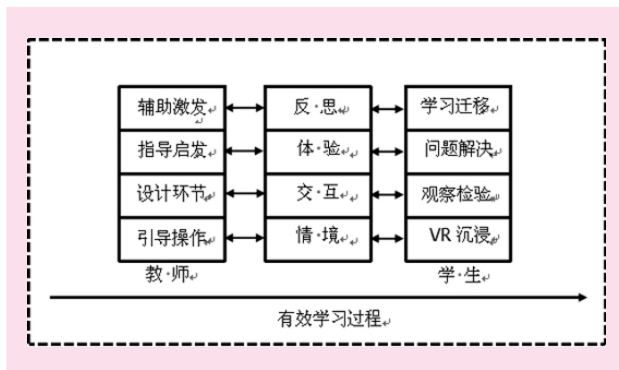 辅助激发 反·思 学习迁移
指导启发 体·验 问题解决
设计环节 交·互 观察检验
引导操作 情·境 VR 沉浸
教·师 学·生
有效学习过程